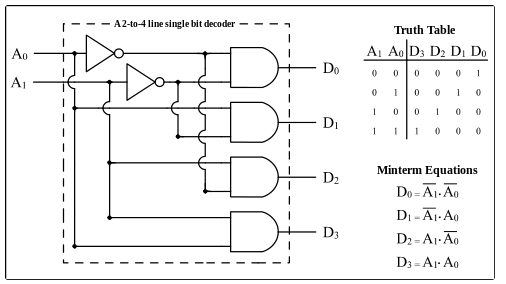 A 2-to-4 line single bit decoder
A0
A1
D0
D1
D2
D3
Truth Table
A1 A0 D3 D2 D1 D0
0 0 0 0 0 1
0 1 0 0 1 0
1 0 0 1 0 0
1 1 1 0 0 0
Minterm Equations
D0 = A̅1· A̅0
D1 = A̅1· A0
D2 = A1· A̅0
D3 = A1· A0